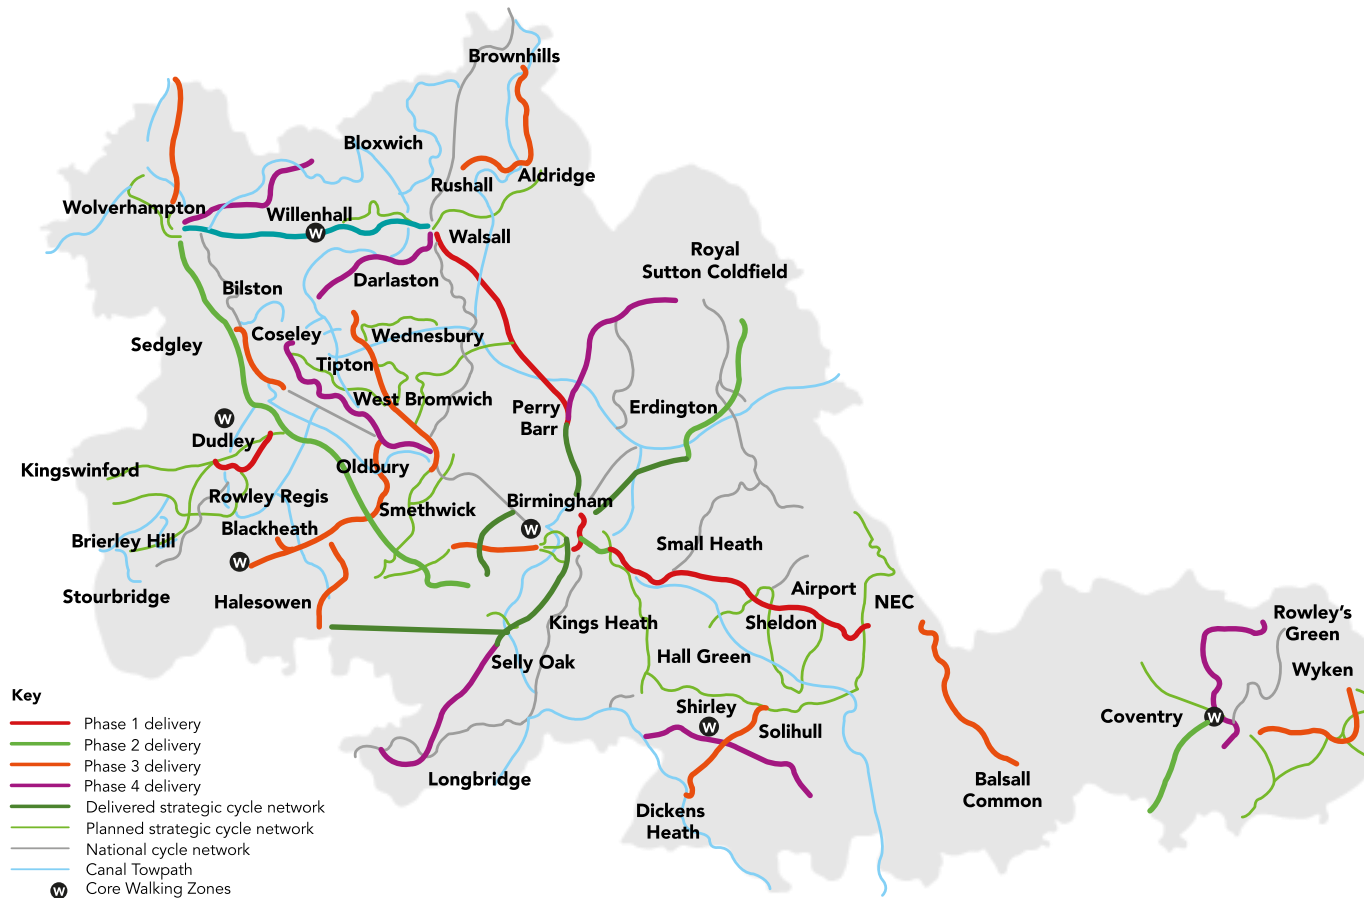 Brownhills
Bloxwich
Rushall
Aldridge
Wolverhampton
Willenhall
W
Walsall
Royal
Sutton Coldfield
Darlaston
Bilston
Coseley
Wednesbury
Sedgley
Tipton
West Bromwich
Perry
Barr
Erdington
W
Dudley
Kingswinford
Oldbury
Rowley Regis
Smethwick
Birmingham
Blackheath
W
Brierley Hill
W
Small Heath
Stourbridge
Halesowen
Airport
NEC
Kings Heath
Sheldon
Rowley's
Green
Selly Oak
Hall Green
Wyken
Shirley
W
Solihull
Coventry
W
Longbridge
Balsall
Common
Dickens
Heath
Key
Phase 1 delivery
Phase 2 delivery
Phase 3 delivery
Phase 4 delivery
Delivered strategic cycle network
Planned strategic cycle network
National cycle network
Canal Towpath
W Core Walking Zones